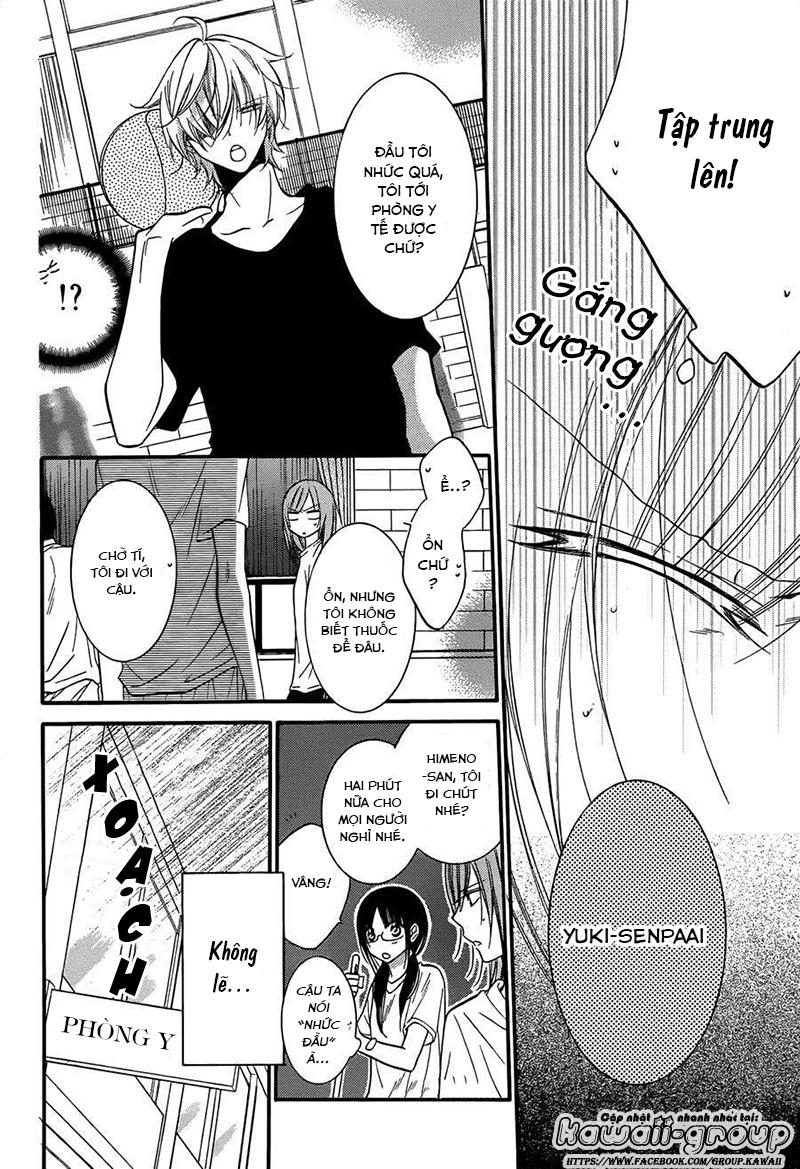 Tập trung
lên!
Gắng
gượng
...
YUKI-SENPAAI
ĐẦU TÔI
NHỨC QUÁ,
TÔI TỚI
PHÒNG Y
TẾ ĐƯỢC
CHỨ?
!?
Ể..?
ỔN
CHỨ
?
ỔN, NHƯNG
TÔI KHÔNG
BIẾT THUỐC
ĐỂ ĐÂU.
CHỜ TÍ,
TÔI ĐI VỚI
CẬU.
HIMENO
-SAN, TÔI
ĐI CHÚT
NHÉ?
HAI PHÚT
NỮA CHO
MỌI NGƯỜI
NGHỈ NHÉ.
VÂNG!
CẬU TA
NÓI
“NHỨC
ĐẦU”
Ã...
XOẠCH
Không
lẽ...
PHÒNG Y
Cập nhật nhanh nhất tại:
kawaii-group
HTTPS://WWW.FACEBOOK.COM/GROUP.KAWAII